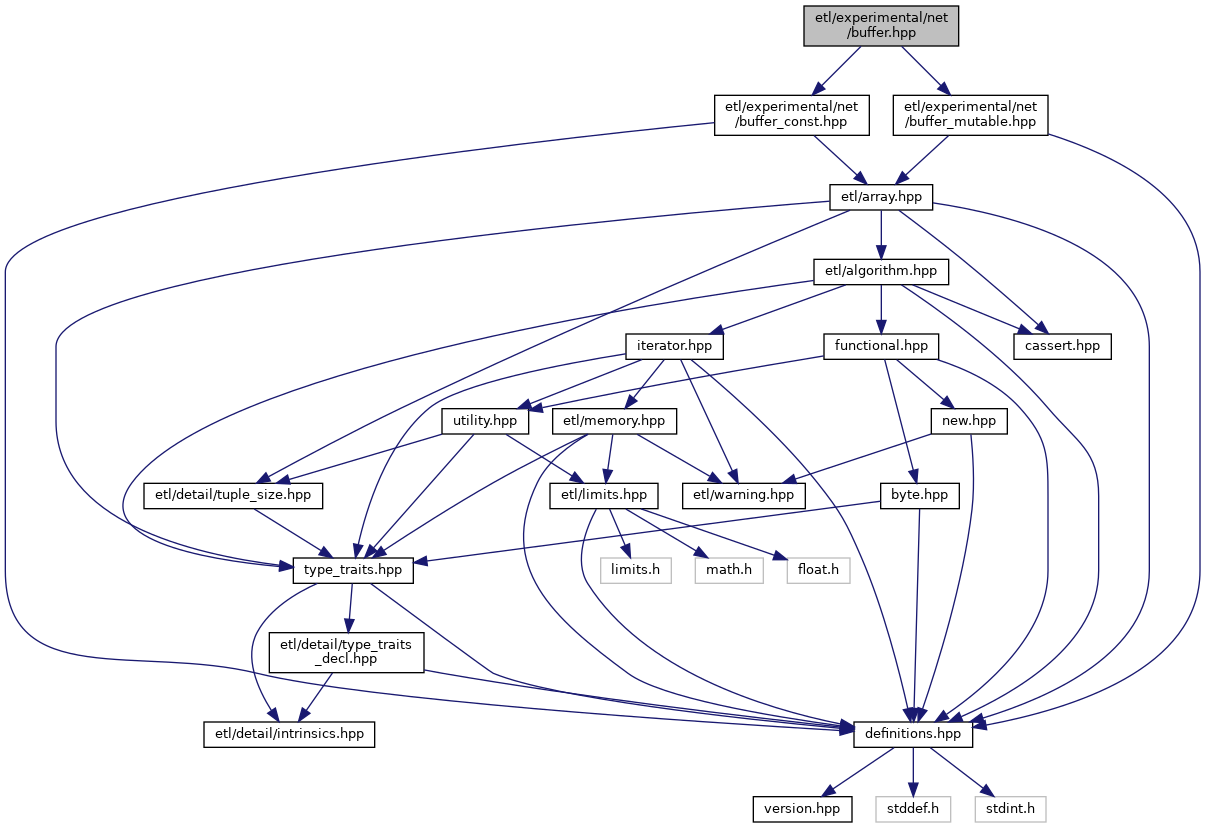 etl/experimental/net
/buffer.hpp
etl/experimental/net
/buffer_const.hpp
etl/experimental/net
/buffer_mutable.hpp
etl/array.hpp
etl/algorithm.hpp
iterator.hpp
functional.hpp
cassert.hpp
utility.hpp
etl/memory.hpp
new.hpp
etl/detail/tuple_size.hpp
etl/limits.hpp
etl/warning.hpp
byte.hpp
type_traits.hpp
limits.h
math.h
float.h
etl/detail/type_traits
_decl.hpp
etl/detail/intrinsics.hpp
definitions.hpp
version.hpp
stddef.h
stdint.h